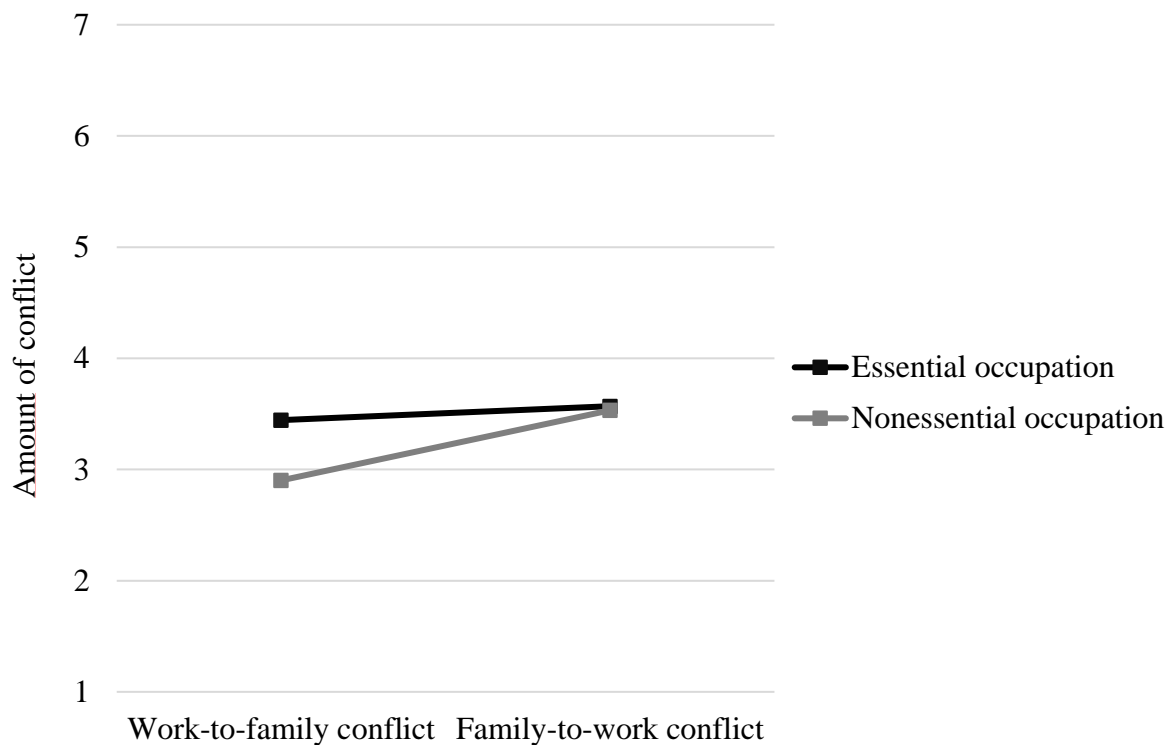 7
6
5
4
3
2
1
Amount of conflict
Essential occupation
Nonessential occupation
Work-to-family conflict Family-to-work conflict